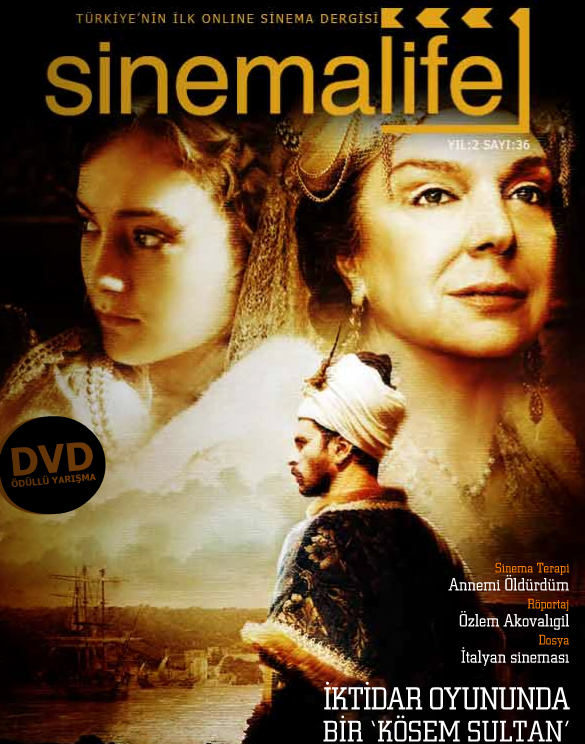 TÜRKİYE'NİN İLK ONLINE SİNEMA DERGİSİ
sinemalife
YIL:2 SAYI:36
DVD
ÖDÜLLÜ YARIŞMA
Sinema Terapi
Annemi Öldürdüm
Röportaj
Özlem Akovalıgil
Dosya
İtalyan sineması
İKTİDAR OYUNUNDA
BİR ‘KÖSEM SULTAN’